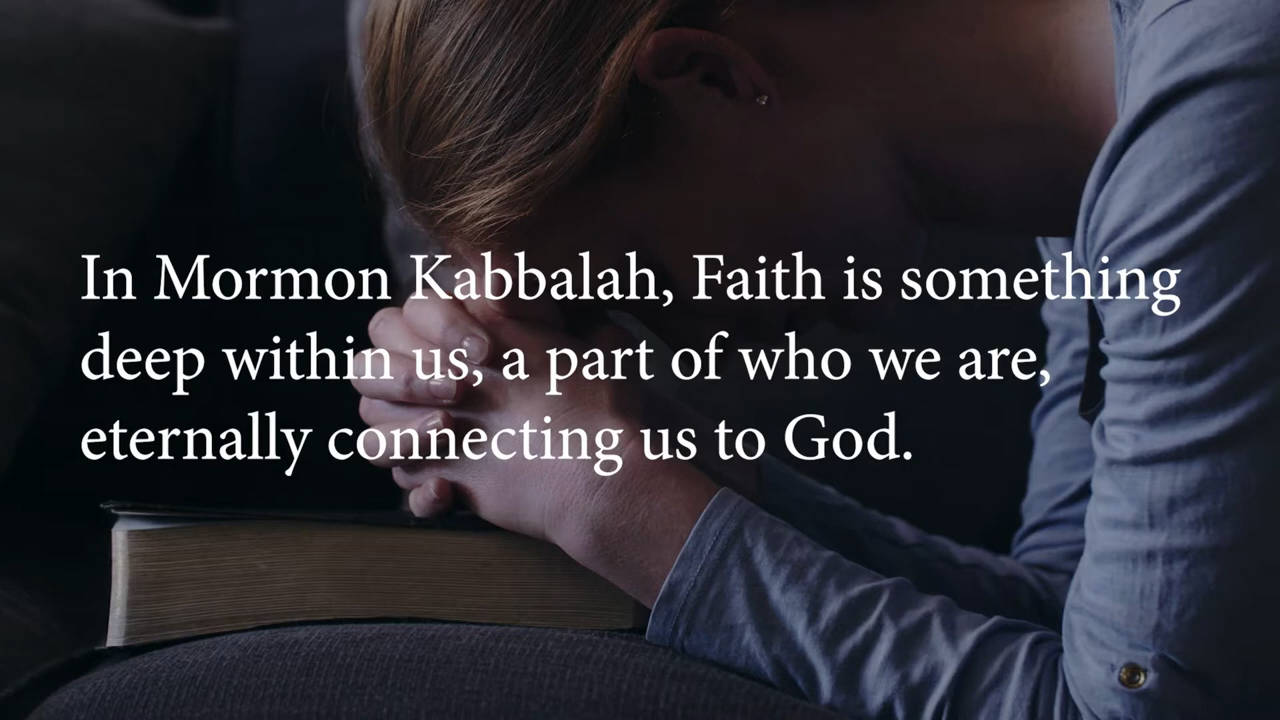 In Mormon Kabbalah, Faith is something
deep within us, a part of who we are,
eternally connecting us to God.